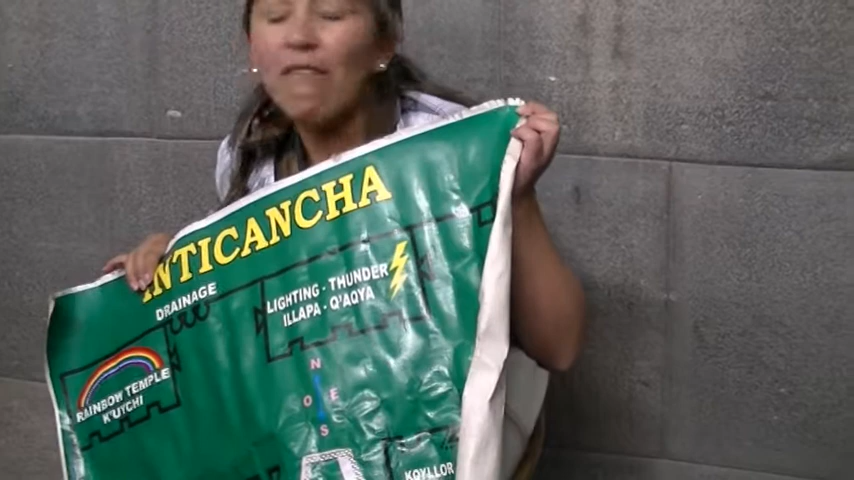 INTICANCHA
DRAINAGE
LIGHTING · THUNDER
ILLAPA · Q'AQYA
RAINBOW TEMPLE
K'UYCHI
N
O E
S
KOYLLOR